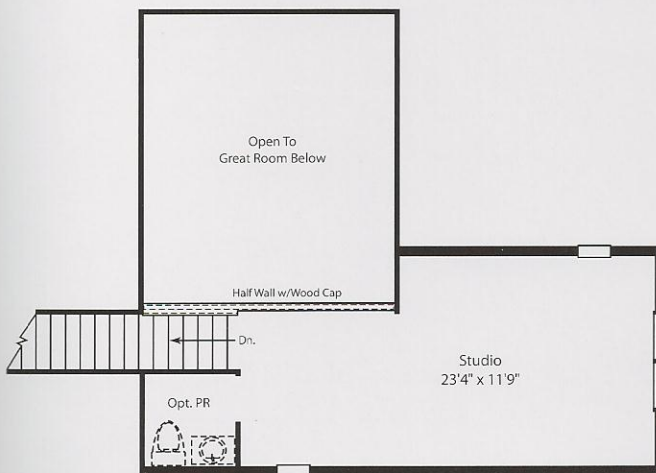 Open To
Great Room Below
Half Wall w/Wood Cap
Dn.
Studio
23'4" x 11'9"
Opt. PR